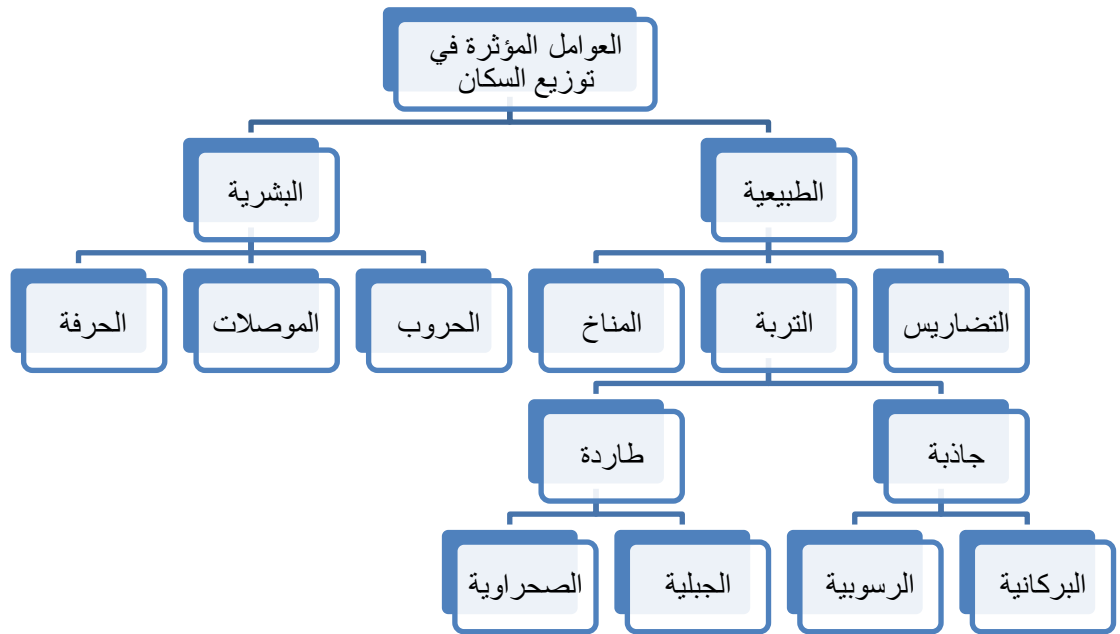 العوامل المؤثرة في
توزيع السكان
الطبيعية
البشرية
التضاريس
التربة
المناخ
الحروب
الموصلات
الحرفة
جاذبة
طاردة
البركانية
الرسوبية
الجبلية
الصحراوية